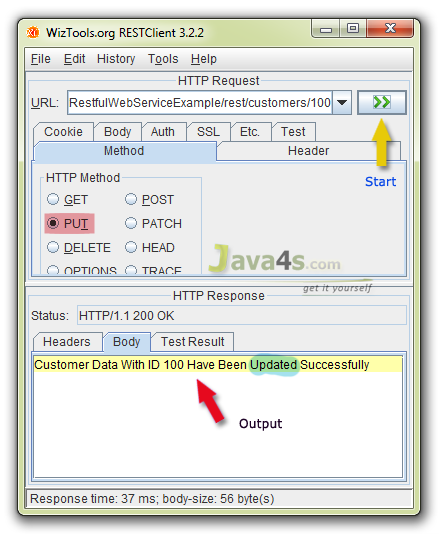 WizTools.org RESTClient 3.2.2
File Edit History Tools Help
HTTP Request
URL: RestfulWebServiceExample/rest/customers/100
Cookie Body Auth SSL Etc. Test
Method Header
HTTP Method
Start
GET POST
PUT PATCH
DELETE HEAD
OPTIONS TRACE
Java4s.com
get it yourself
HTTP Response
Status: HTTP/1.1 200 OK
Headers Body Test Result
Customer Data With ID 100 Have Been Updated Successfully
Output
Response time: 37 ms; body-size: 56 byte(s)